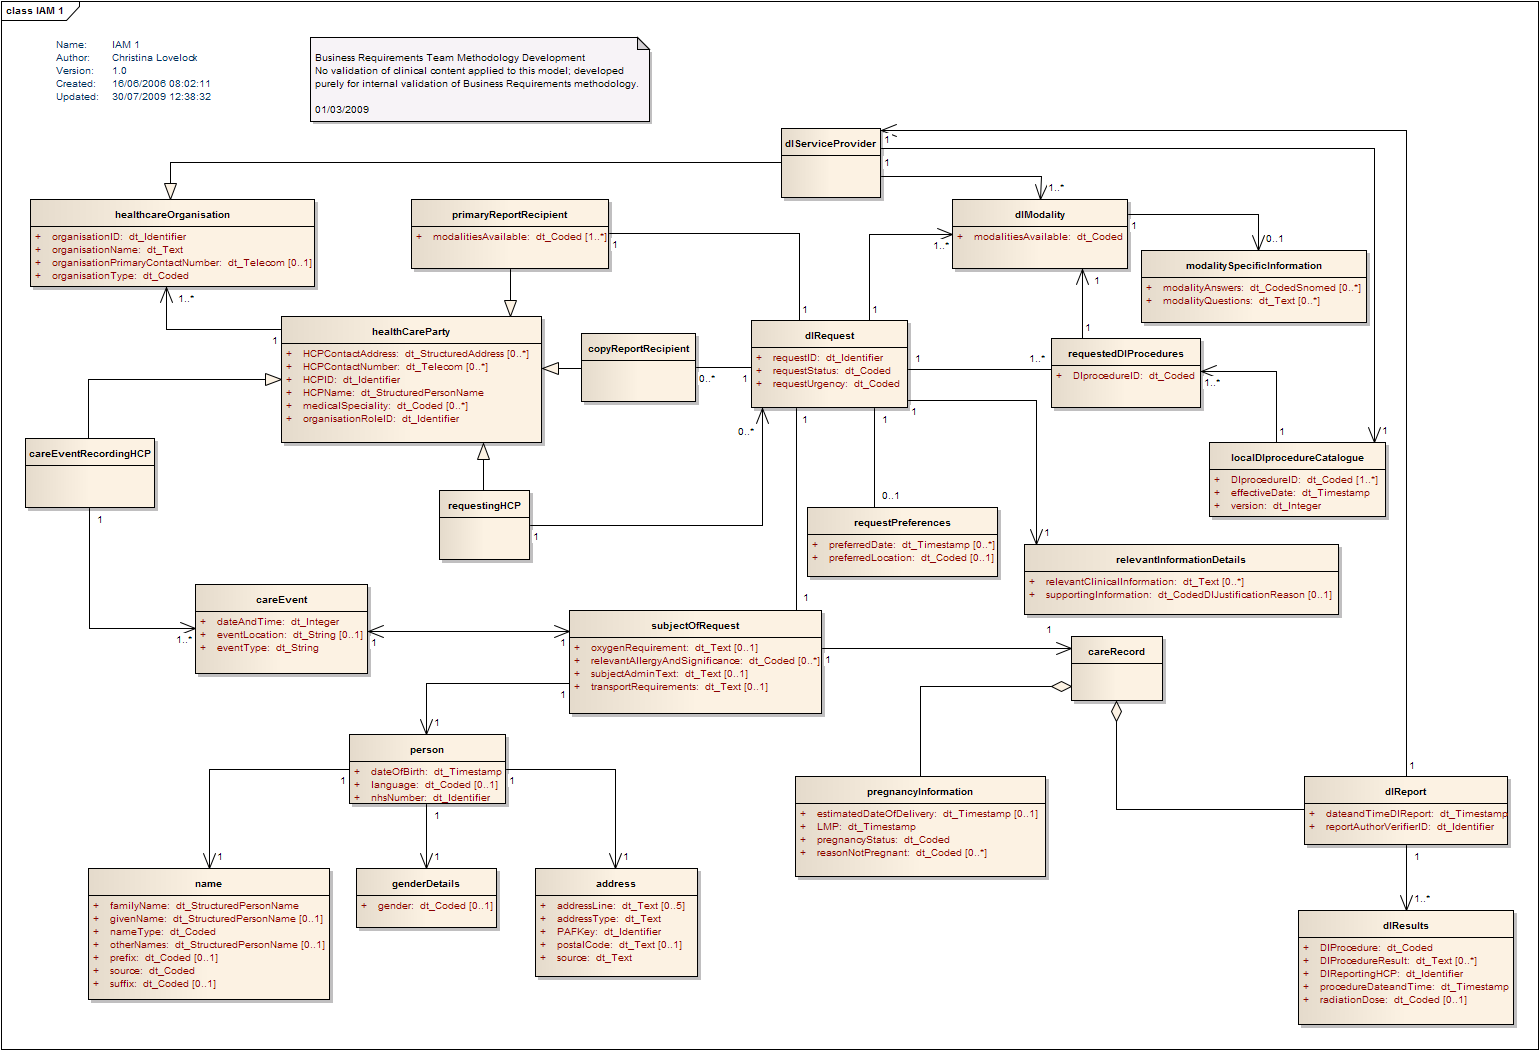 class IAM 1
Name: IAM 1
Author: Christina Lovelock
Version: 1.0
Created: 16/06/2006 08:02:11
Updated: 30/07/2009 12:38:32
Business Requirements Team Methodology Development
No validation of clinical content applied to this model; developed
purely for internal validation of Business Requirements methodology.
01/03/2009
dIServiceProvider
1
1
1..*
healthcareOrganisation
+ organisationID: dt_Identifier
+ organisationName: dt_Text
+ organisationPrimaryContactNumber: dt_Telecom [0..1]
+ organisationType: dt_Coded
1..*
1
primaryReportRecipient
+ modalitiesAvailable: dt_Coded [1..*]
1
1
dIModality
+ modalitiesAvailable: dt_Coded
1..*
1
1
0..1
1
1
modalitySpecificInformation
+ modalityAnswers: dt_CodedSnomed [0..*]
+ modalityQuestions: dt_Text [0..*]
healthCareParty
+ HCPContactAddress: dt_StructuredAddress [0..*]
+ HCPContactNumber: dt_Telecom [0..*]
+ HCPID: dt_Identifier
+ HCPName: dt_StructuredPersonName
+ medicalSpeciality: dt_Coded [0..*]
+ organisationRoleID: dt_Identifier
copyReportRecipient
0..*
1
dIRequest
+ requestID: dt_Identifier
+ requestStatus: dt_Coded
+ requestUrgency: dt_Coded
1
1..*
requestedDIProcedures
+ DIprocedureID: dt_Coded
1..*
1
1
localDIprocedureCatalogue
+ DIprocedureID: dt_Coded [1..*]
+ effectiveDate: dt_Timestamp
+ version: dt_Integer
careEventRecordingHCP
1
1..*
requestingHCP
1
0..*
1
1
1
0..1
1
1
requestPreferences
+ preferredDate: dt_Timestamp [0..*]
+ preferredLocation: dt_Coded [0..1]
relevantInformationDetails
+ relevantClinicalInformation: dt_Text [0..*]
+ supportingInformation: dt_CodedDIJustificationReason [0..1]
careEvent
+ dateAndTime: dt_Integer
+ eventLocation: dt_String [0..1]
+ eventType: dt_String
1
1
subjectOfRequest
+ oxygenRequirement: dt_Text [0..1]
+ relevantAllergyAndSignificance: dt_Coded [0..*]
+ subjectAdminText: dt_Text [0..1]
+ transportRequirements: dt_Text [0..1]
1
1
careRecord
1
1
person
+ dateOfBirth: dt_Timestamp
+ language: dt_Coded [0..1]
+ nhsNumber: dt_Identifier
1
1
1
1
1
1
name
+ familyName: dt_StructuredPersonName
+ givenName: dt_StructuredPersonName [0..1]
+ nameType: dt_Coded
+ otherNames: dt_StructuredPersonName [0..1]
+ prefix: dt_Coded [0..1]
+ source: dt_Coded
+ suffix: dt_Coded [0..1]
genderDetails
+ gender: dt_Coded [0..1]
address
+ addressLine: dt_Text [0..5]
+ addressType: dt_Text
+ PAFKey: dt_Identifier
+ postalCode: dt_Text [0..1]
+ source: dt_Text
pregnancyInformation
+ estimatedDateOfDelivery: dt_Timestamp [0..1]
+ LMP: dt_Timestamp
+ pregnancyStatus: dt_Coded
+ reasonNotPregnant: dt_Coded [0..*]
1
dIReport
+ dateandTimeDIReport: dt_Timestamp
+ reportAuthorVerifierID: dt_Identifier
1
1..*
dIResults
+ DIProcedure: dt_Coded
+ DIProcedureResult: dt_Text [0..*]
+ DIReportingHCP: dt_Identifier
+ procedureDateandTime: dt_Timestamp
+ radiationDose: dt_Coded [0..1]